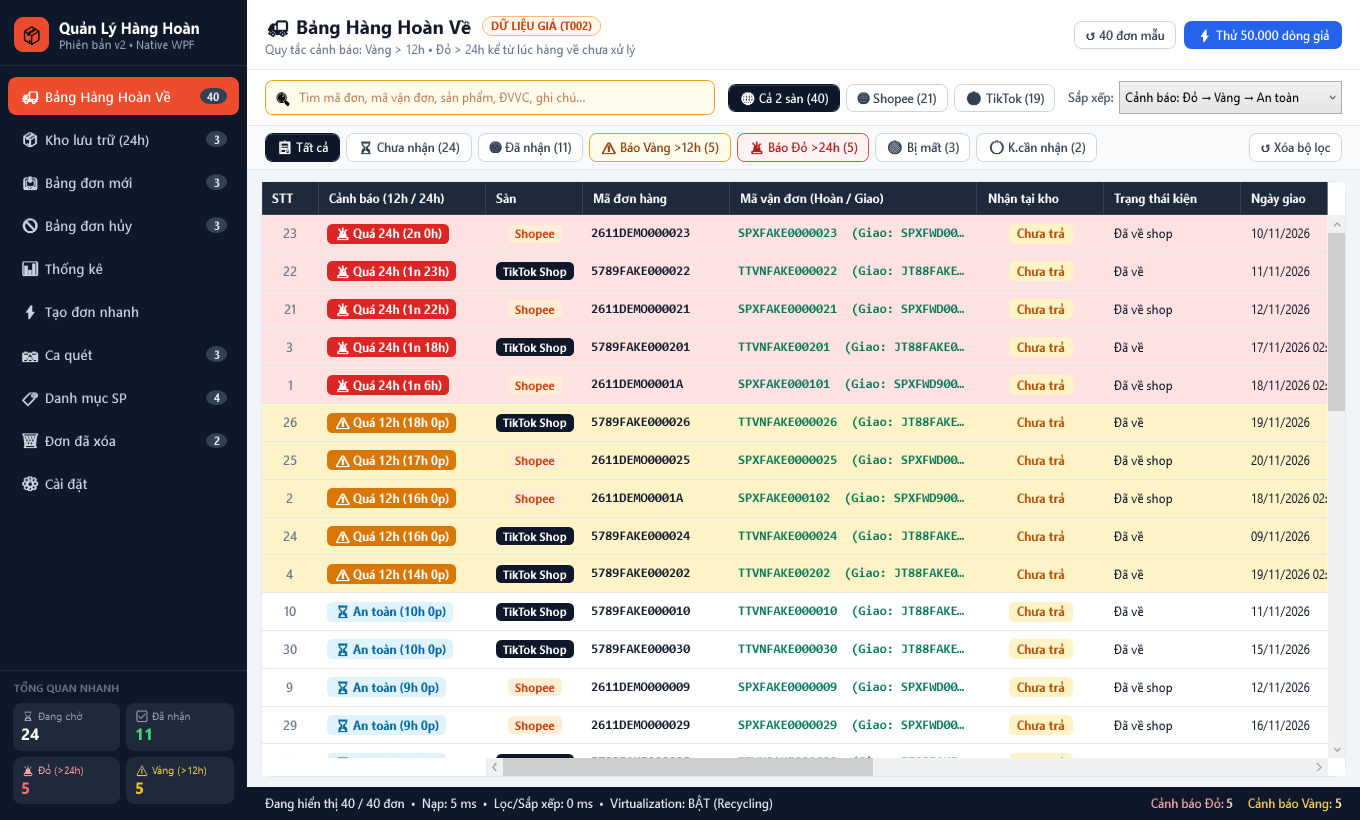 Quản Lý Hàng Hoàn
Phiên bản v2 • Native WPF
Bảng Hàng Hoàn Về 40
Kho lưu trữ (24h) 3
Bảng đơn mới 3
Bảng đơn hủy 3
Thống kê
Tạo đơn nhanh
Ca quét 3
Danh mục SP 4
Đơn đã xóa 2
Cài đặt
TỔNG QUAN NHANH
Đang chờ
24
Đã nhận
11
Đỏ (>24h)
5
Vàng (>12h)
5
Bảng Hàng Hoàn Về DỮ LIỆU GIẢ (T002)
Quy tắc cảnh báo: Vàng > 12h • Đỏ > 24h kể từ lúc hàng về chưa xử lý
↺ 40 đơn mẫu
Thử 50.000 dòng giả
Tìm mã đơn, mã vận đơn, sản phẩm, ĐVVC, ghi chú...
Cả 2 sàn (40)
Shopee (21)
TikTok (19)
Sắp xếp: Cảnh báo: Đỏ → Vàng → An toàn
Tất cả
Chưa nhận (24)
Đã nhận (11)
Báo Vàng >12h (5)
Báo Đỏ >24h (5)
Bị mất (3)
K.cần nhận (2)
↺ Xóa bộ lọc
STT Cảnh báo (12h / 24h) Sàn Mã đơn hàng Mã vận đơn (Hoàn / Giao) Nhận tại kho Trạng thái kiện Ngày giao
23 Quá 24h (2n 0h) Shopee 2611DEMO000023 SPXFAKE0000023 (Giao: SPXFWD00… Chưa trả Đã về shop 10/11/2026
22 Quá 24h (1n 23h) TikTok Shop 5789FAKE000022 TTVNFAKE000022 (Giao: JT88FAKE… Chưa trả Đã về 11/11/2026
21 Quá 24h (1n 22h) Shopee 2611DEMO000021 SPXFAKE0000021 (Giao: SPXFWD00… Chưa trả Đã về shop 12/11/2026
3 Quá 24h (1n 18h) TikTok Shop 5789FAKE000201 TTVNFAKE00201 (Giao: JT88FAKE0… Chưa trả Đã về 17/11/2026 02:
1 Quá 24h (1n 6h) Shopee 2611DEMO0001A SPXFAKE000101 (Giao: SPXFWD900… Chưa trả Đã về shop 18/11/2026 02:
26 Quá 12h (18h 0p) TikTok Shop 5789FAKE000026 TTVNFAKE000026 (Giao: JT88FAKE… Chưa trả Đã về 19/11/2026
25 Quá 12h (17h 0p) Shopee 2611DEMO000025 SPXFAKE0000025 (Giao: SPXFWD00… Chưa trả Đã về shop 20/11/2026
2 Quá 12h (16h 0p) Shopee 2611DEMO0001A SPXFAKE000102 (Giao: SPXFWD900… Chưa trả Đã về shop 18/11/2026 02:
24 Quá 12h (16h 0p) TikTok Shop 5789FAKE000024 TTVNFAKE000024 (Giao: JT88FAKE… Chưa trả Đã về 09/11/2026
4 Quá 12h (14h 0p) TikTok Shop 5789FAKE000202 TTVNFAKE00202 (Giao: JT88FAKE0… Chưa trả Đã về 19/11/2026 02:
10 An toàn (10h 0p) TikTok Shop 5789FAKE000010 TTVNFAKE000010 (Giao: JT88FAKE… Chưa trả Đã về 11/11/2026
30 An toàn (10h 0p) TikTok Shop 5789FAKE000030 TTVNFAKE000030 (Giao: JT88FAKE… Chưa trả Đã về 15/11/2026
9 An toàn (9h 0p) Shopee 2611DEMO000009 SPXFAKE0000009 (Giao: SPXFWD00… Chưa trả Đã về shop 12/11/2026
29 An toàn (9h 0p) Shopee 2611DEMO000029 SPXFAKE0000029 (Giao: SPXFWD00… Chưa trả Đã về shop 16/11/2026
Đang hiển thị 40 / 40 đơn • Nạp: 5 ms • Lọc/Sắp xếp: 0 ms • Virtualization: BẬT (Recycling)
Cảnh báo Đỏ: 5 Cảnh báo Vàng: 5